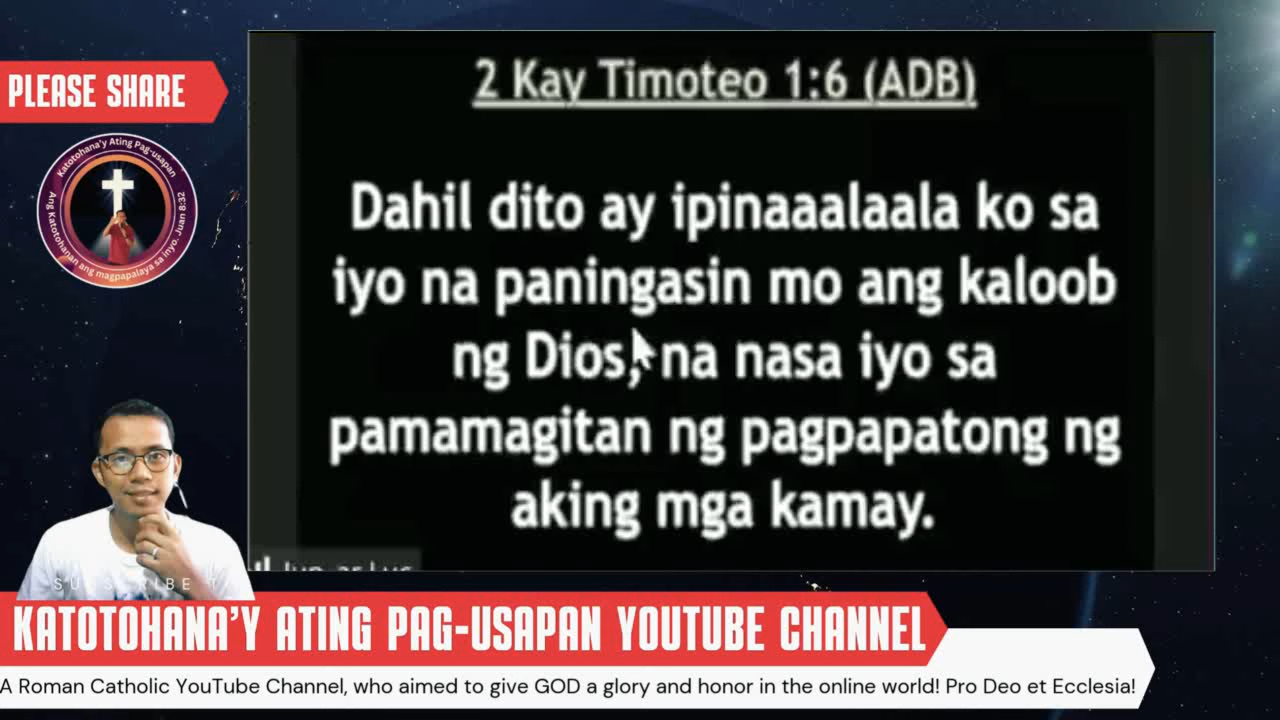 PLEASE SHARE
Katotohana'y Ating Pag-usapan
Ang Katotohanan ang magpapalaya sa inyo. Juan 8:32
2 Kay Timoteo 1:6 (ADB)
Dahil dito ay ipinaaalaala ko sa
iyo na paningasin mo ang kaloob
ng Dios, na nasa iyo sa
pamamagitan ng pagpapatong ng
aking mga kamay.
KATOTOHANA'Y ATING PAG-USAPAN YOUTUBE CHANNEL
A Roman Catholic YouTube Channel, who aimed to give GOD a glory and honor in the online world! Pro Deo et Ecclesia!